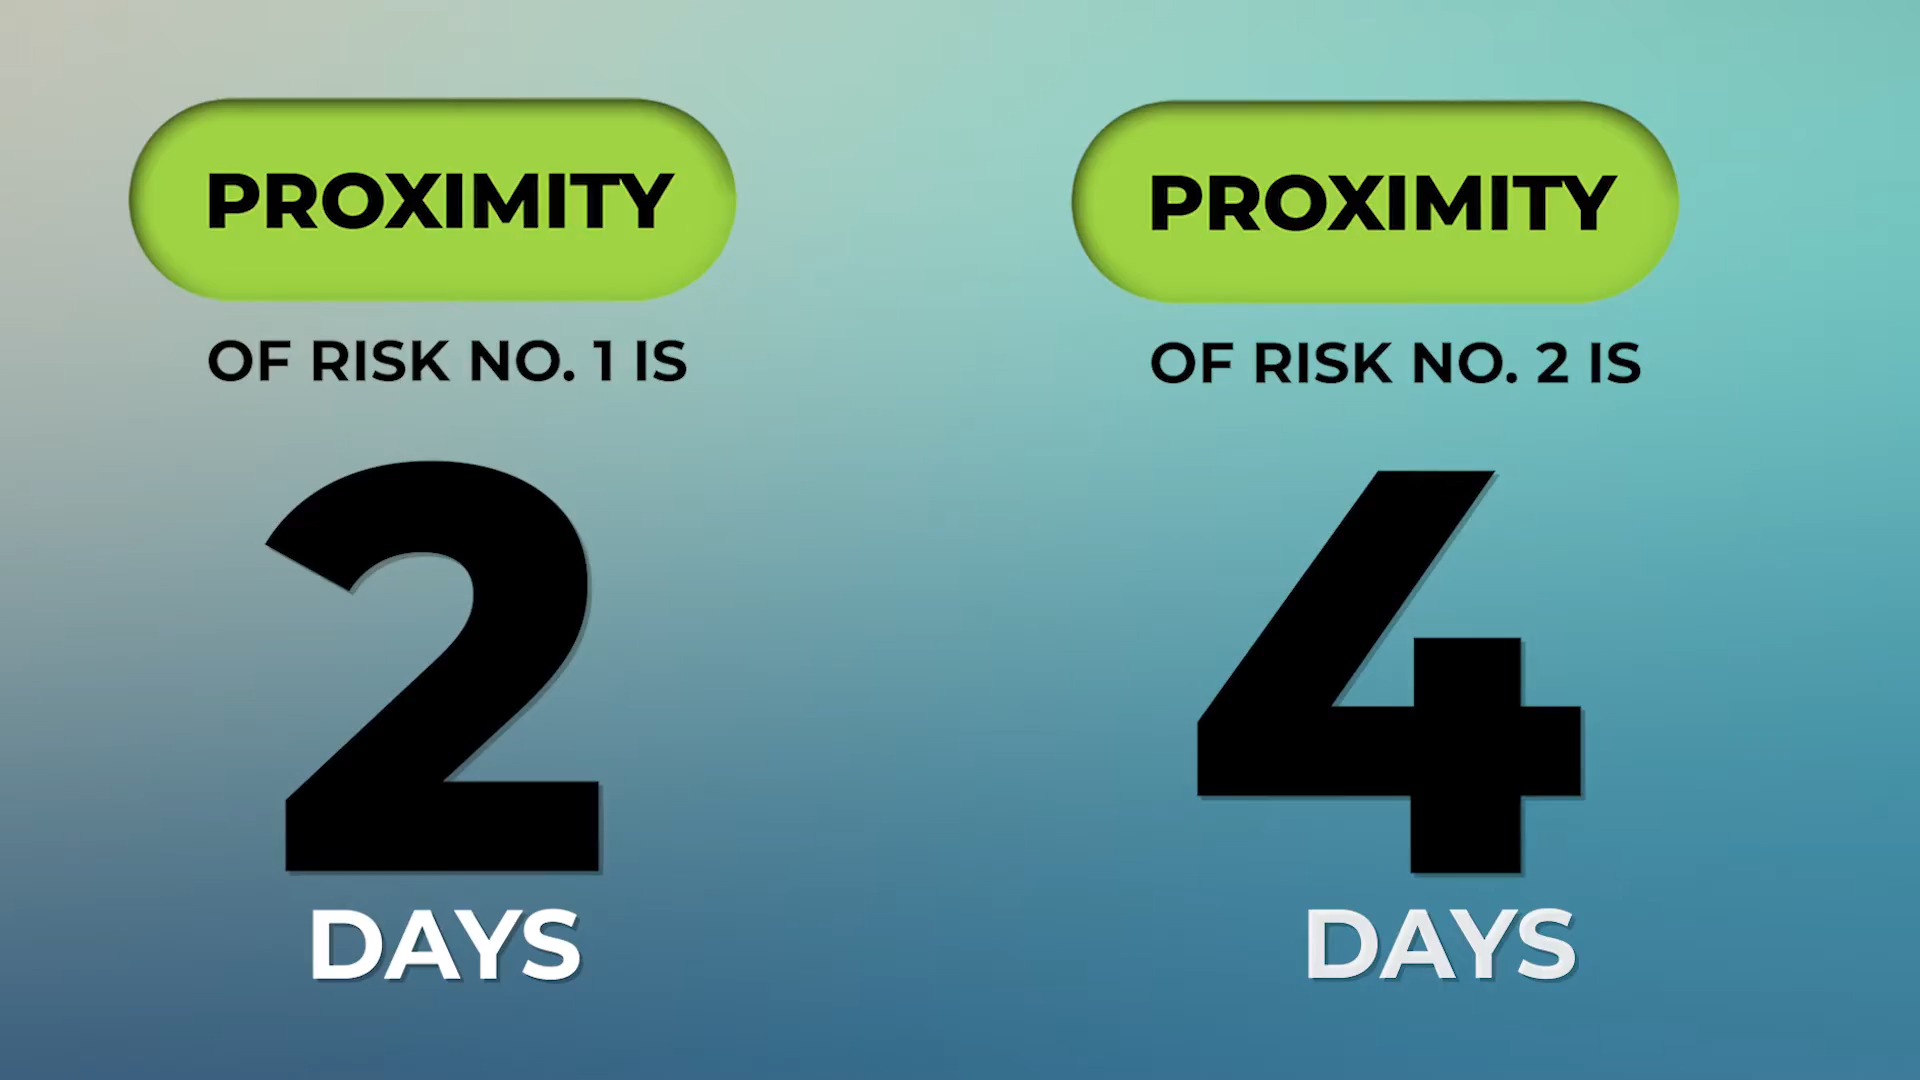 PROXIMITY
OF RISK NO. 1 IS
2
DAYS
PROXIMITY
OF RISK NO. 2 IS
4
DAYS